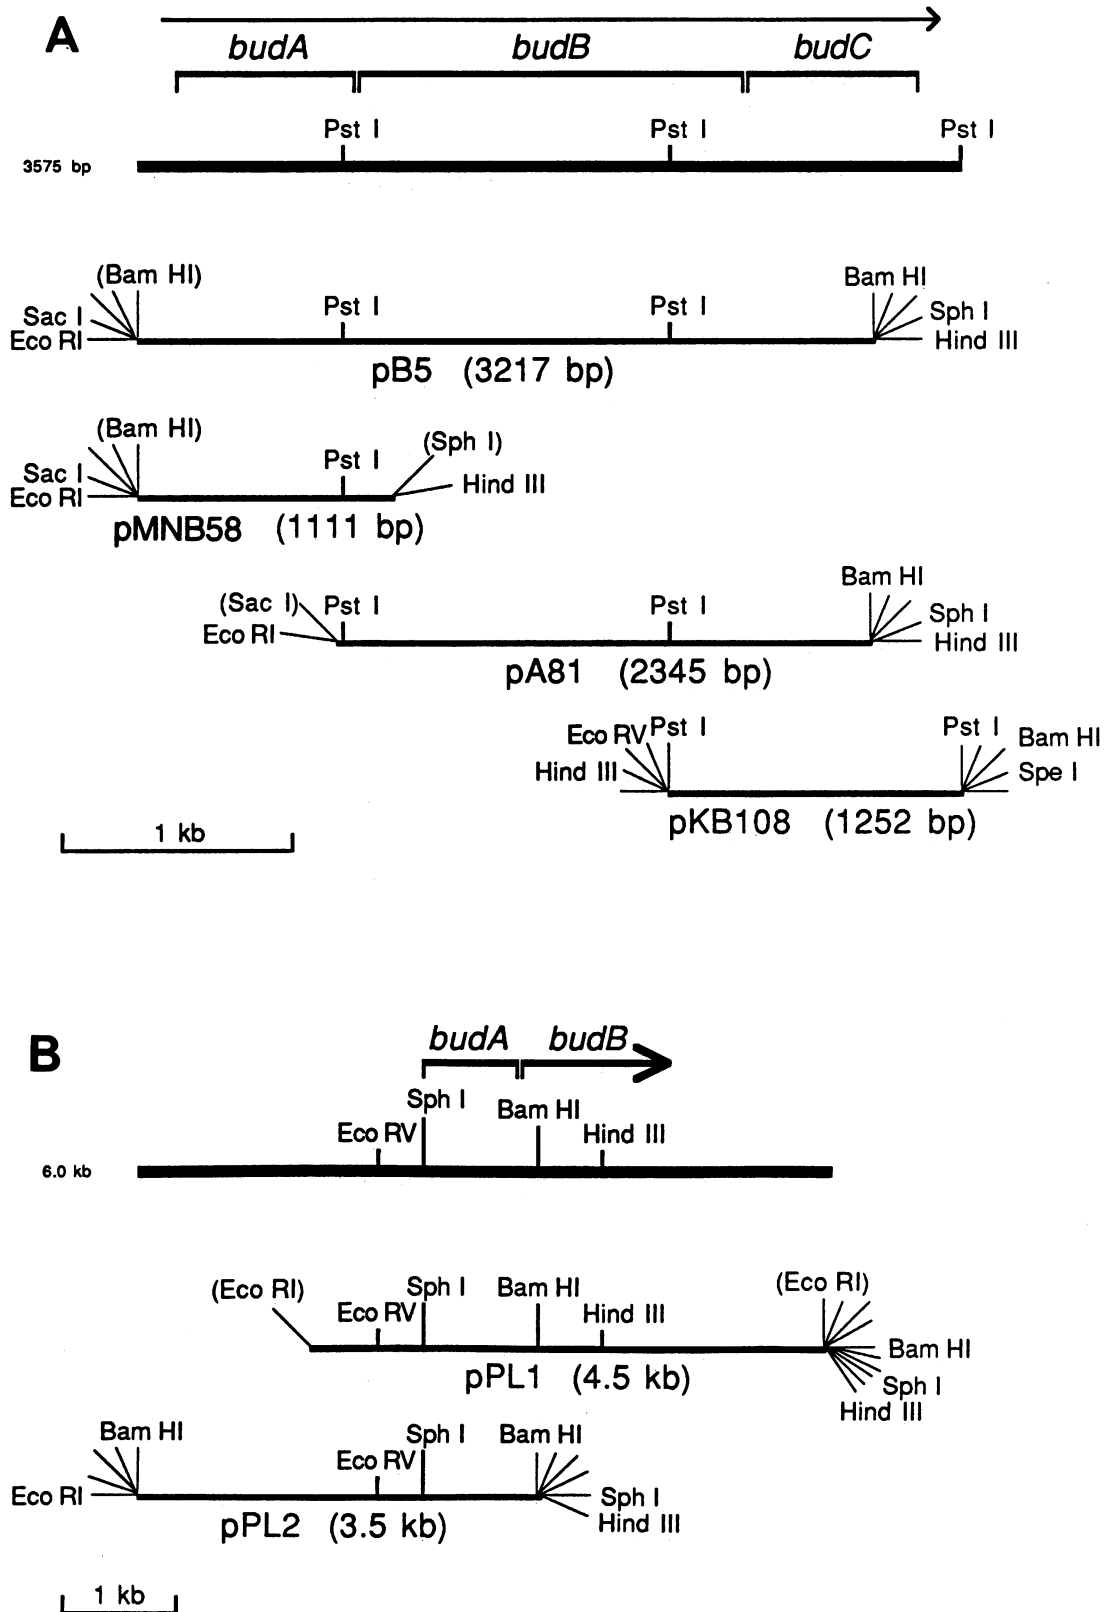 A
budA budB budC
Pst I Pst I Pst I
3575 bp
(Bam HI) Bam HI
Sac I Pst I Pst I Sph I
Eco RI Hind III
pB5 (3217 bp)
(Bam HI) (Sph I)
Sac I Pst I Hind III
Eco RI
pMNB58 (1111 bp)
Bam HI
(Sac I) Pst I Pst I Sph I
Eco RI Hind III
pA81 (2345 bp)
Eco RV Pst I Pst I Bam HI
Hind III Spe I
pKB108 (1252 bp)
1 kb
B
budA budB
Sph I Bam HI
Eco RV Hind III
6.0 kb
(Eco RI) Sph I Bam HI (Eco RI)
Eco RV Hind III
Bam HI
pPL1 (4.5 kb) Sph I
Hind III
Bam HI Sph I Bam HI
Eco RV
Eco RI Sph I
pPL2 (3.5 kb) Hind III
1 kb